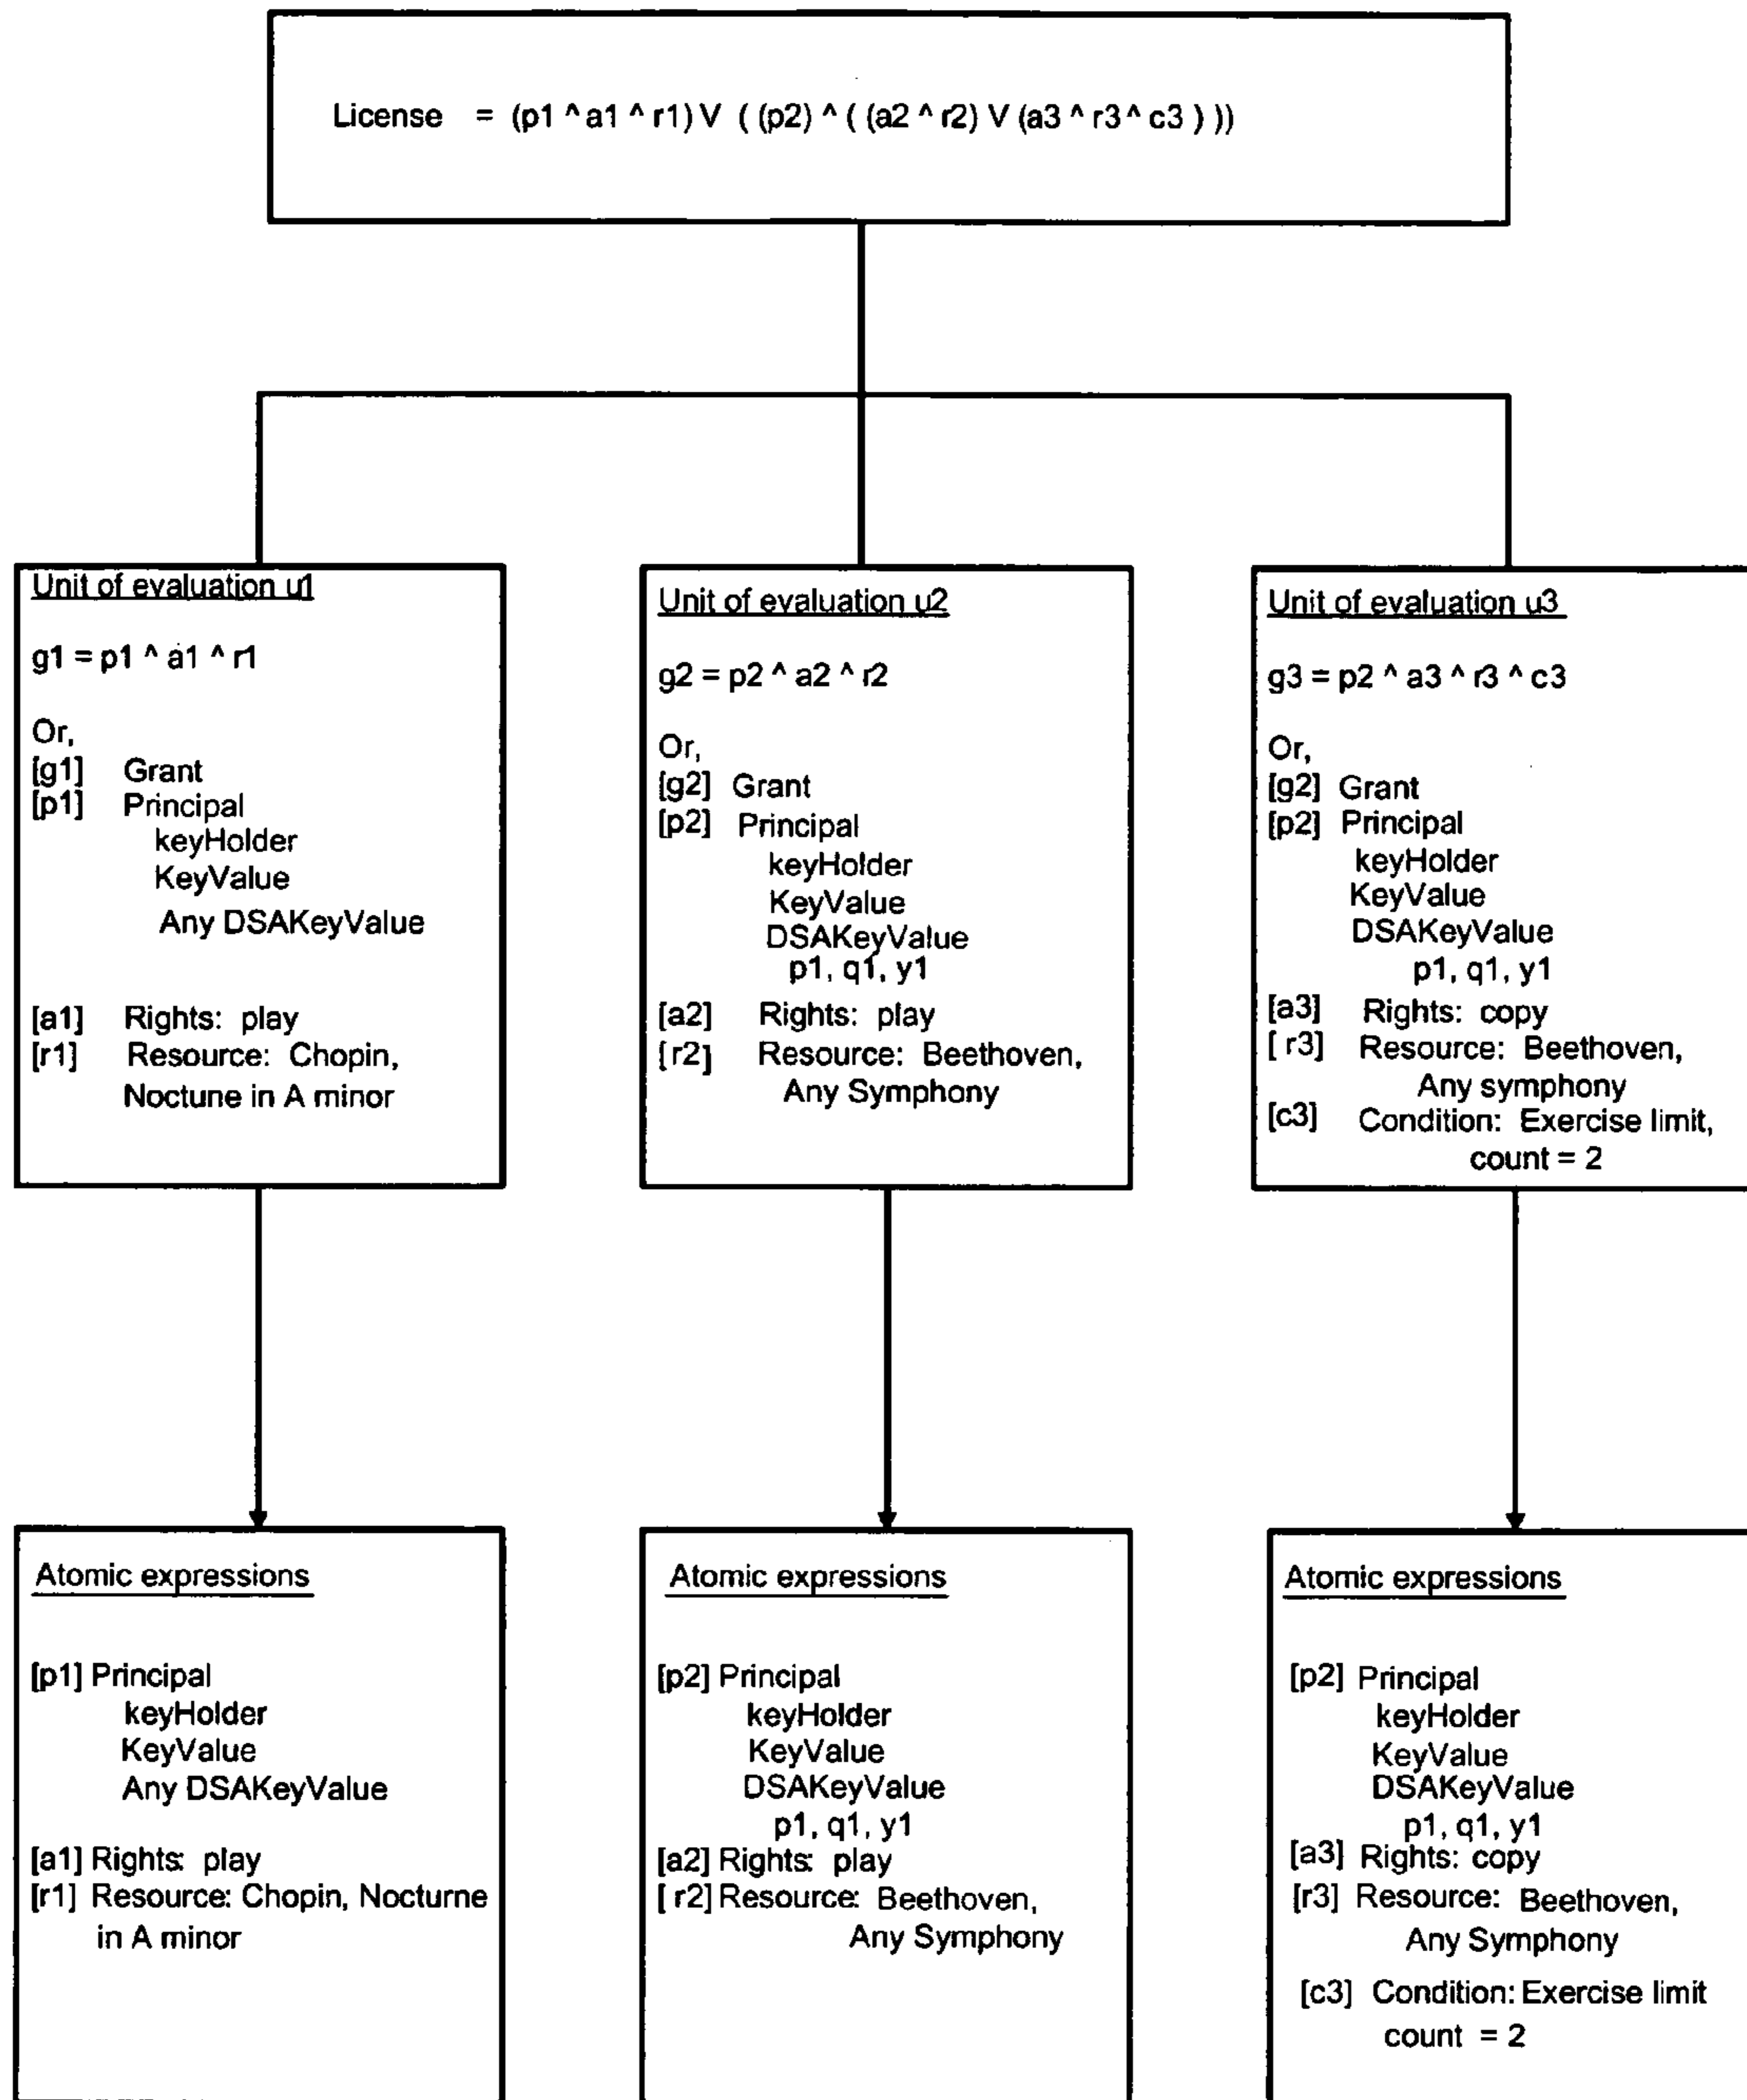 License = (p1 ^ a1 ^ r1) V ( (p2) ^ ( (a2 ^ r2) V (a3 ^ r3 ^ c3 ) ))
Unit of evaluation u1
g1 = p1 ^ a1 ^ r1
Or,
[g1] Grant
[p1] Principal
keyHolder
KeyValue
Any DSAKeyValue
[a1] Rights: play
[r1] Resource: Chopin,
Noctune in A minor
Unit of evaluation u2
g2 = p2 ^ a2 ^ r2
Or,
[g2] Grant
[p2] Principal
keyHolder
KeyValue
DSAKeyValue
p1, q1, y1
[a2] Rights: play
[r2] Resource: Beethoven,
Any Symphony
Unit of evaluation u3
g3 = p2 ^ a3 ^ r3 ^ c3
Or,
[g2] Grant
[p2] Principal
keyHolder
KeyValue
DSAKeyValue
p1, q1, y1
[a3] Rights: copy
[ r3] Resource: Beethoven,
Any symphony
[c3] Condition: Exercise limit,
count = 2
Atomic expressions
[p1] Principal
keyHolder
KeyValue
Any DSAKeyValue
[a1] Rights: play
[r1] Resource: Chopin, Nocturne
in A minor
Atomic expressions
[p2] Principal
keyHolder
KeyValue
DSAKeyValue
p1, q1, y1
[a2] Rights: play
[ r2] Resource: Beethoven,
Any Symphony
Atomic expressions
[p2] Principal
keyHolder
KeyValue
DSAKeyValue
p1, q1, y1
[a3] Rights: copy
[r3] Resource: Beethoven,
Any Symphony
[c3] Condition: Exercise limit
count = 2